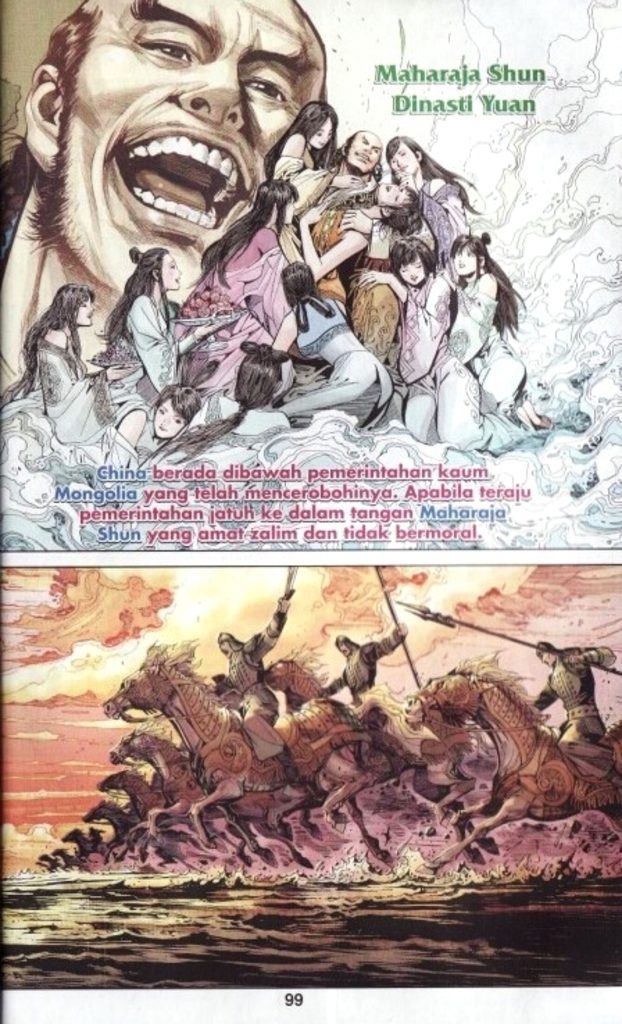 Maharaja Shun
Dinasti Yuan
China berada dibawah pemerintahan kaum
Mongolia yang telah mencerobohinya. Apabila teraju
pemerintahan jatuh ke dalam tangan Maharaja
Shun yang amat zalim dan tidak bermoral.
99